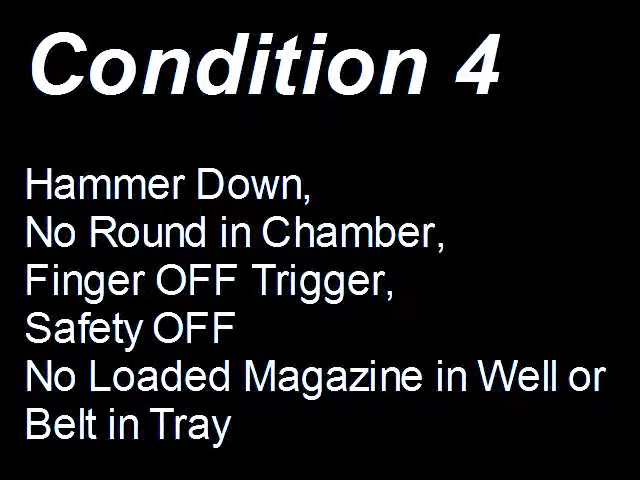 Condition 4
Hammer Down,
No Round in Chamber,
Finger OFF Trigger,
Safety OFF
No Loaded Magazine in Well or
Belt in Tray